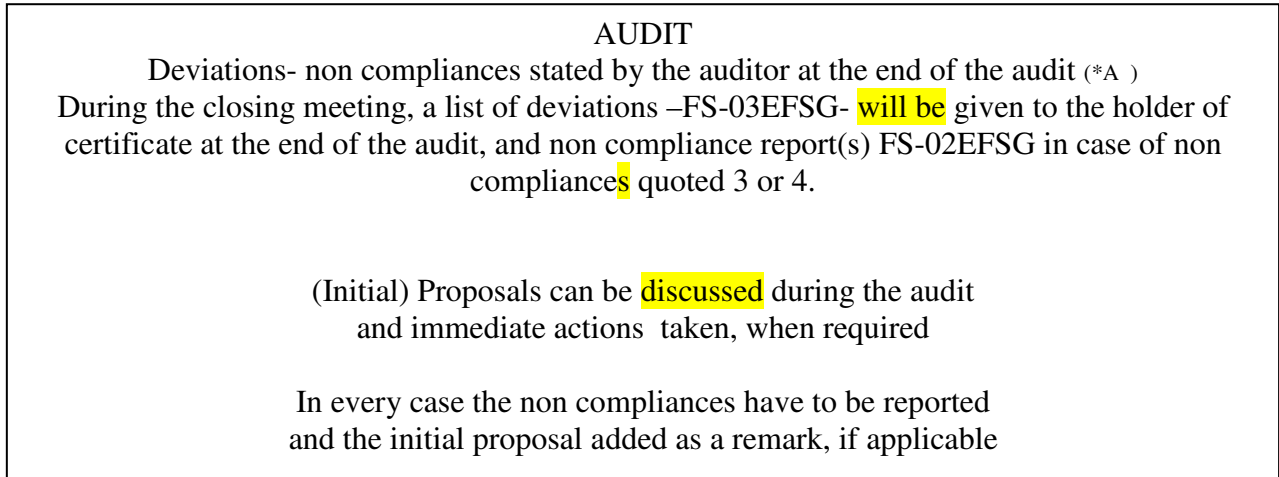 AUDIT
Deviations- non compliances stated by the auditor at the end of the audit (*A )
During the closing meeting, a list of deviations –FS-03EFSG- will be given to the holder of
certificate at the end of the audit, and non compliance report(s) FS-02EFSG in case of non
compliances quoted 3 or 4.
(Initial) Proposals can be discussed during the audit
and immediate actions  taken, when required
In every case the non compliances have to be reported
and the initial proposal added as a remark, if applicable